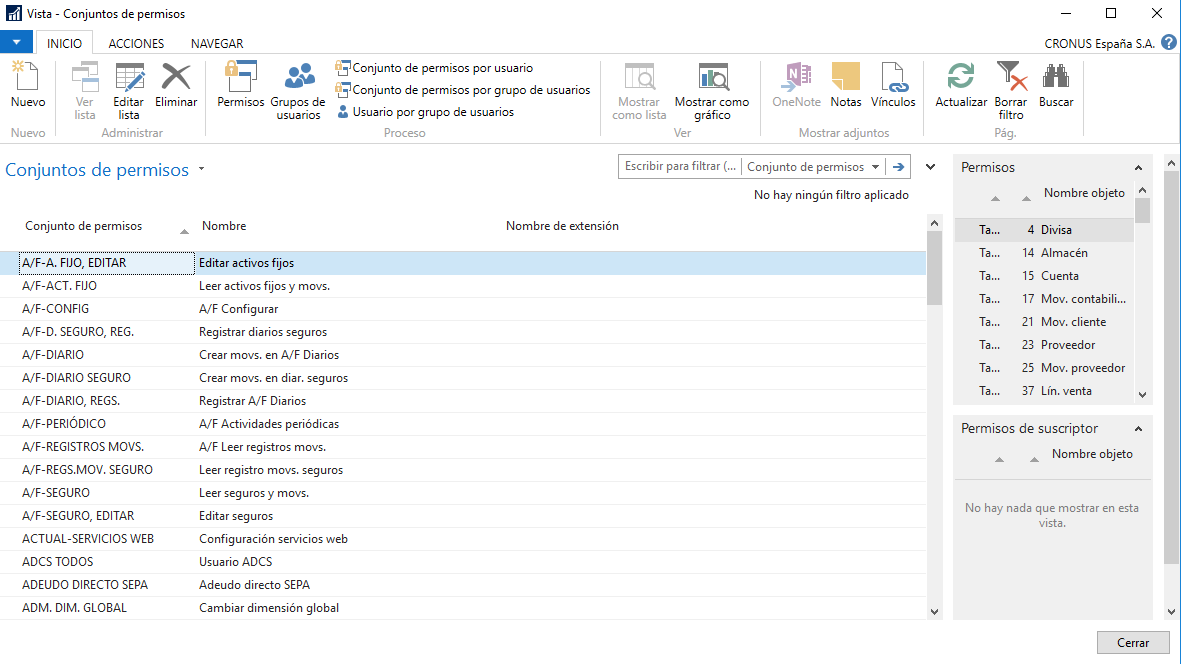 Vista - Conjuntos de permisos
INICIO ACCIONES NAVEGAR CRONUS España S.A. ?
Nuevo
Ver lista
Editar lista
Eliminar
Permisos
Grupos de usuarios
Conjunto de permisos por usuario
Conjunto de permisos por grupo de usuarios
Usuario por grupo de usuarios
Mostrar como lista
Mostrar como gráfico
OneNote
Notas
Vínculos
Actualizar
Borrar filtro
Buscar
Nuevo Administrar Proceso Ver Mostrar adjuntos Pág.
Conjuntos de permisos
Escribir para filtrar (... Conjunto de permisos
No hay ningún filtro aplicado
Conjunto de permisos Nombre Nombre de extensión
A/F-A. FIJO, EDITAR Editar activos fijos
A/F-ACT. FIJO Leer activos fijos y movs.
A/F-CONFIG A/F Configurar
A/F-D. SEGURO, REG. Registrar diarios seguros
A/F-DIARIO Crear movs. en A/F Diarios
A/F-DIARIO SEGURO Crear movs. en diar. seguros
A/F-DIARIO, REGS. Registrar A/F Diarios
A/F-PERIÓDICO A/F Actividades periódicas
A/F-REGISTROS MOVS. A/F Leer registros movs.
A/F-REGS.MOV. SEGURO Leer registro movs. seguros
A/F-SEGURO Leer seguros y movs.
A/F-SEGURO, EDITAR Editar seguros
ACTUAL-SERVICIOS WEB Configuración servicios web
ADCS TODOS Usuario ADCS
ADEUDO DIRECTO SEPA Adeudo directo SEPA
ADM. DIM. GLOBAL Cambiar dimensión global
Permisos
Nombre objeto
Ta... 4 Divisa
Ta... 14 Almacén
Ta... 15 Cuenta
Ta... 17 Mov. contabili...
Ta... 21 Mov. cliente
Ta... 23 Proveedor
Ta... 25 Mov. proveedor
Ta... 37 Lín. venta
Permisos de suscriptor
Nombre objeto
No hay nada que mostrar en esta
vista.
Cerrar